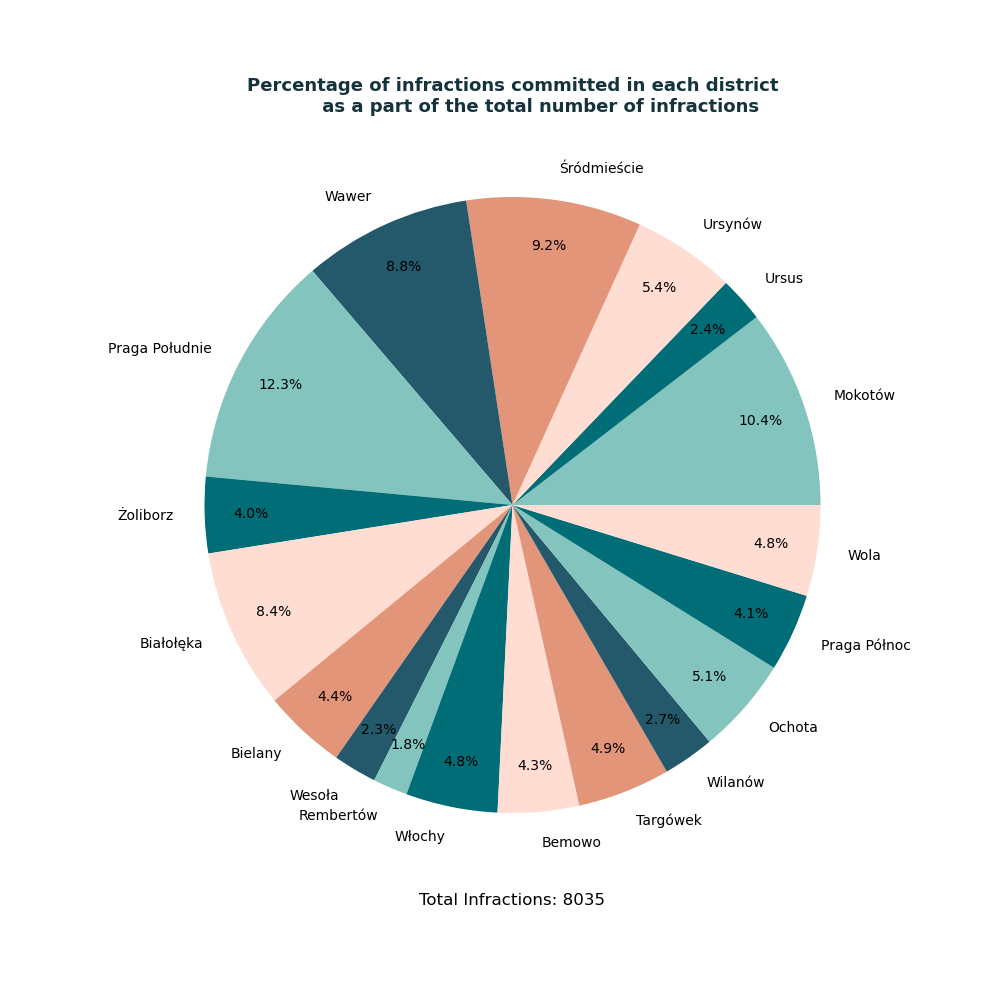 Percentage of infractions committed in each district
as a part of the total number of infractions
Śródmieście
Wawer
Ursynów
9.2%
8.8%
Ursus
5.4%
2.4%
Praga Południe
12.3%
Mokotów
10.4%
Żoliborz
4.0%
4.8%
Wola
8.4%
4.1%
Białołęka
Praga Północ
5.1%
4.4%
2.7%
Ochota
2.3%
1.8%
4.9%
Bielany
4.8%
4.3%
Wilanów
Wesoła
Rembertów
Targówek
Włochy
Bemowo
Total Infractions: 8035